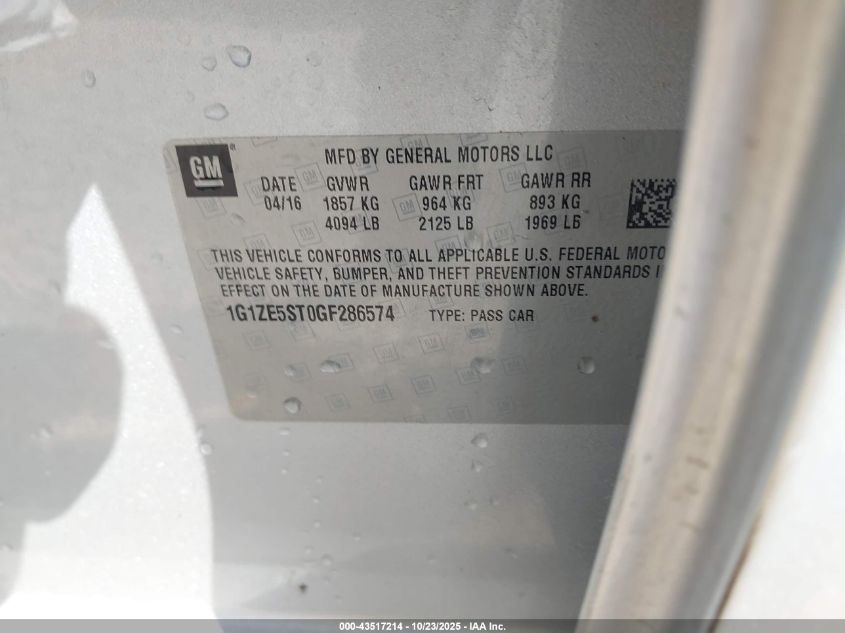 GM
MFD BY GENERAL MOTORS LLC
DATE GVWR GAWR FRT GAWR RR
04/16 1857 KG 964 KG 893 KG
4094 LB 2125 LB 1969 LB
THIS VEHICLE CONFORMS TO ALL APPLICABLE U.S. FEDERAL MOTO
VEHICLE SAFETY, BUMPER, AND THEFT PREVENTION STANDARDS I
EFFECT ON THE DATE OF MANUFACTURE SHOWN ABOVE.
1G1ZE5ST0GF286574 TYPE: PASS CAR
000-43517214 - 10/23/2025 - IAA Inc.